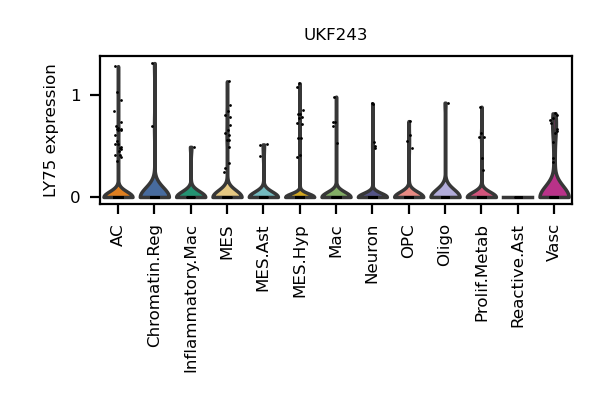 UKF243
LY75 expression
1
0
AC
Chromatin.Reg
Inflammatory.Mac
MES
MES.Ast
MES.Hyp
Mac
Neuron
OPC
Oligo
Prolif.Metab
Reactive.Ast
Vasc